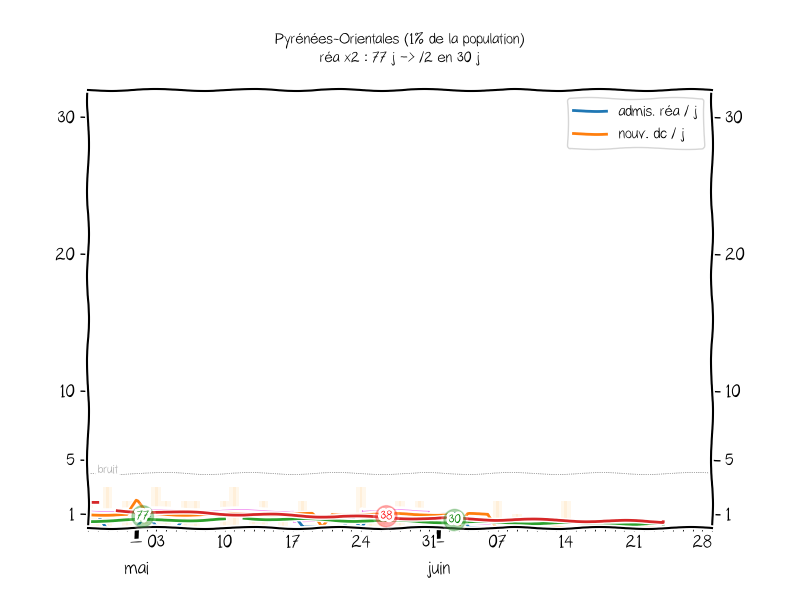 Pyrénées-Orientales (1% de la population)
réa x2 : 77 j -> /2 en 30 j
admis. réa / j
nouv. dc / j
30 30
20 20
10 10
5 5
bruit
1 1
77 38 30
03 10 17 24 31 07 14 21 28
mai juin